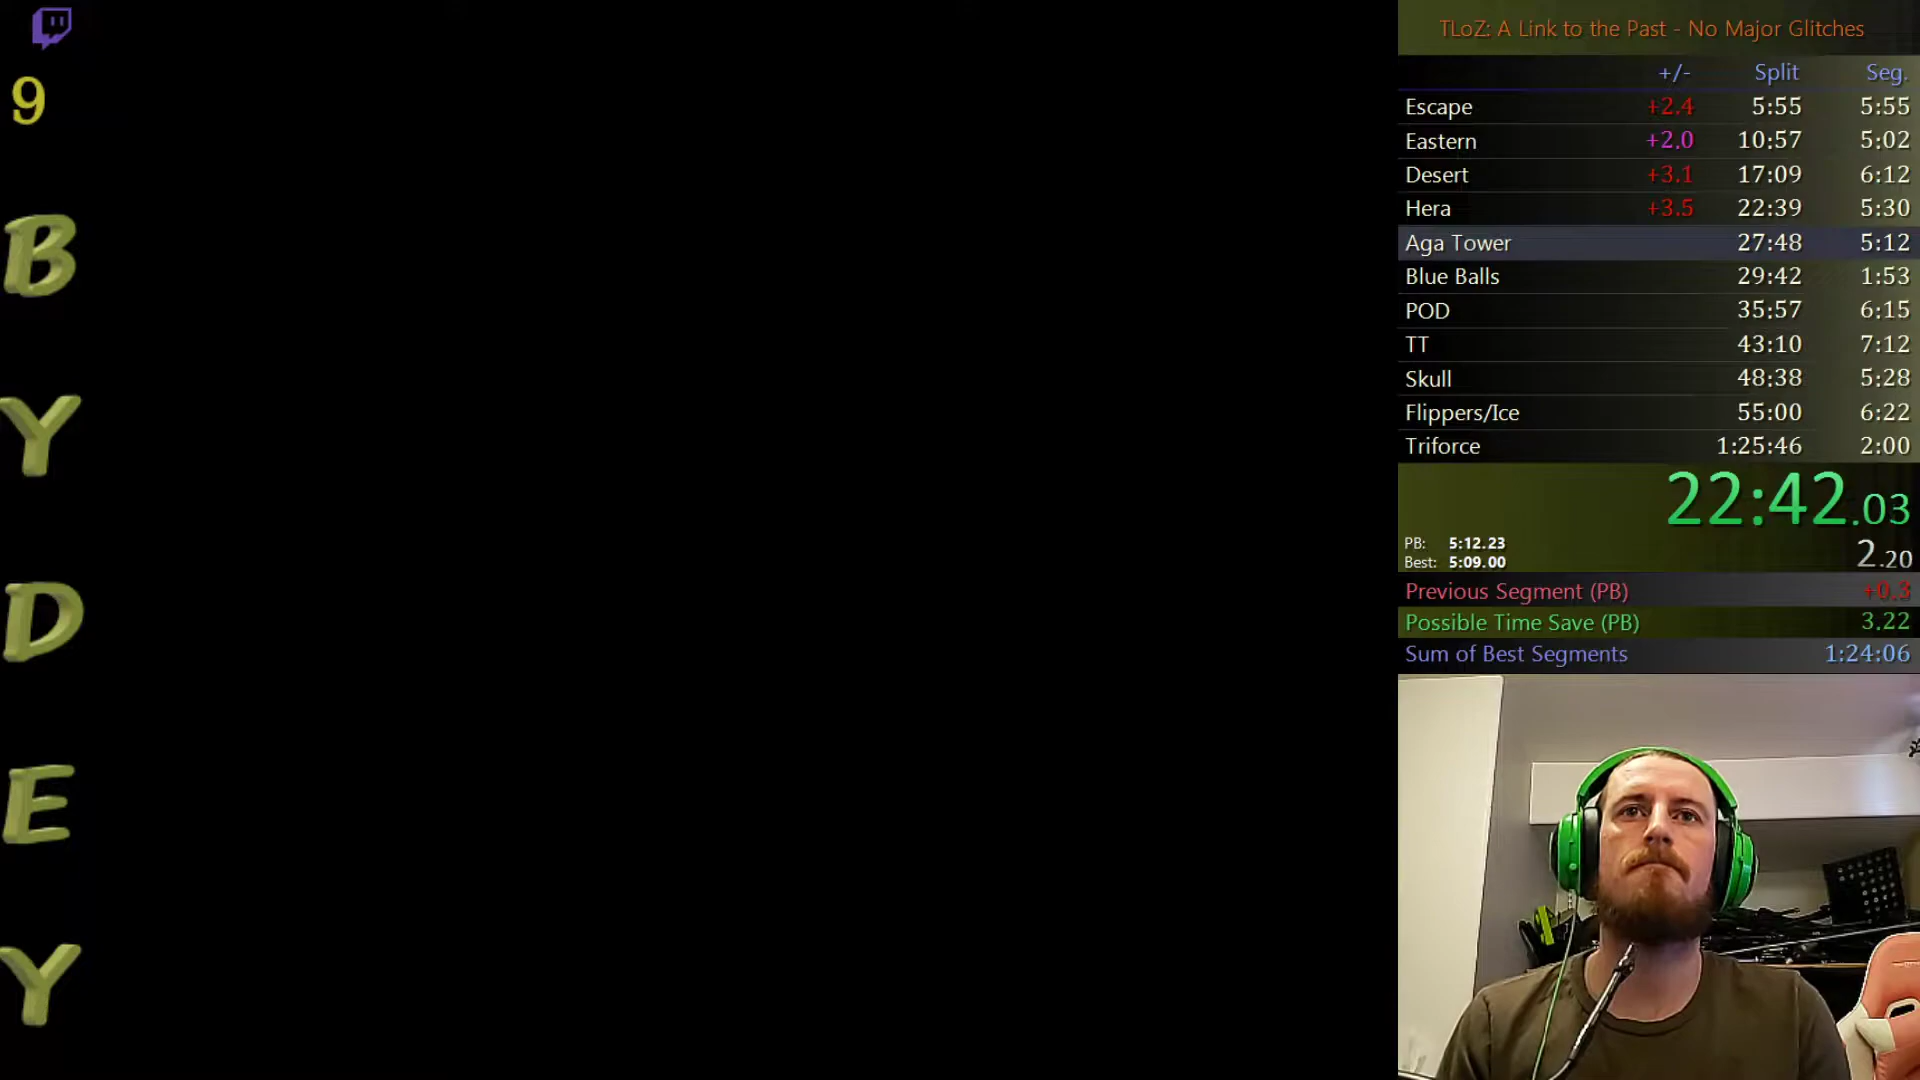 9
B
Y
D
E
Y
TLoZ: A Link to the Past - No Major Glitches
+/- Split Seg.
Escape +2.4 5:55 5:55
Eastern +2.0 10:57 5:02
Desert +3.1 17:09 6:12
Hera +3.5 22:39 5:30
Aga Tower 27:48 5:12
Blue Balls 29:42 1:53
POD 35:57 6:15
TT 43:10 7:12
Skull 48:38 5:28
Flippers/Ice 55:00 6:22
Triforce 1:25:46 2:00
22:42.03
PB: 5:12.23
2.20
Best: 5:09.00
Previous Segment (PB) +0.3
Possible Time Save (PB) 3.22
Sum of Best Segments 1:24:06